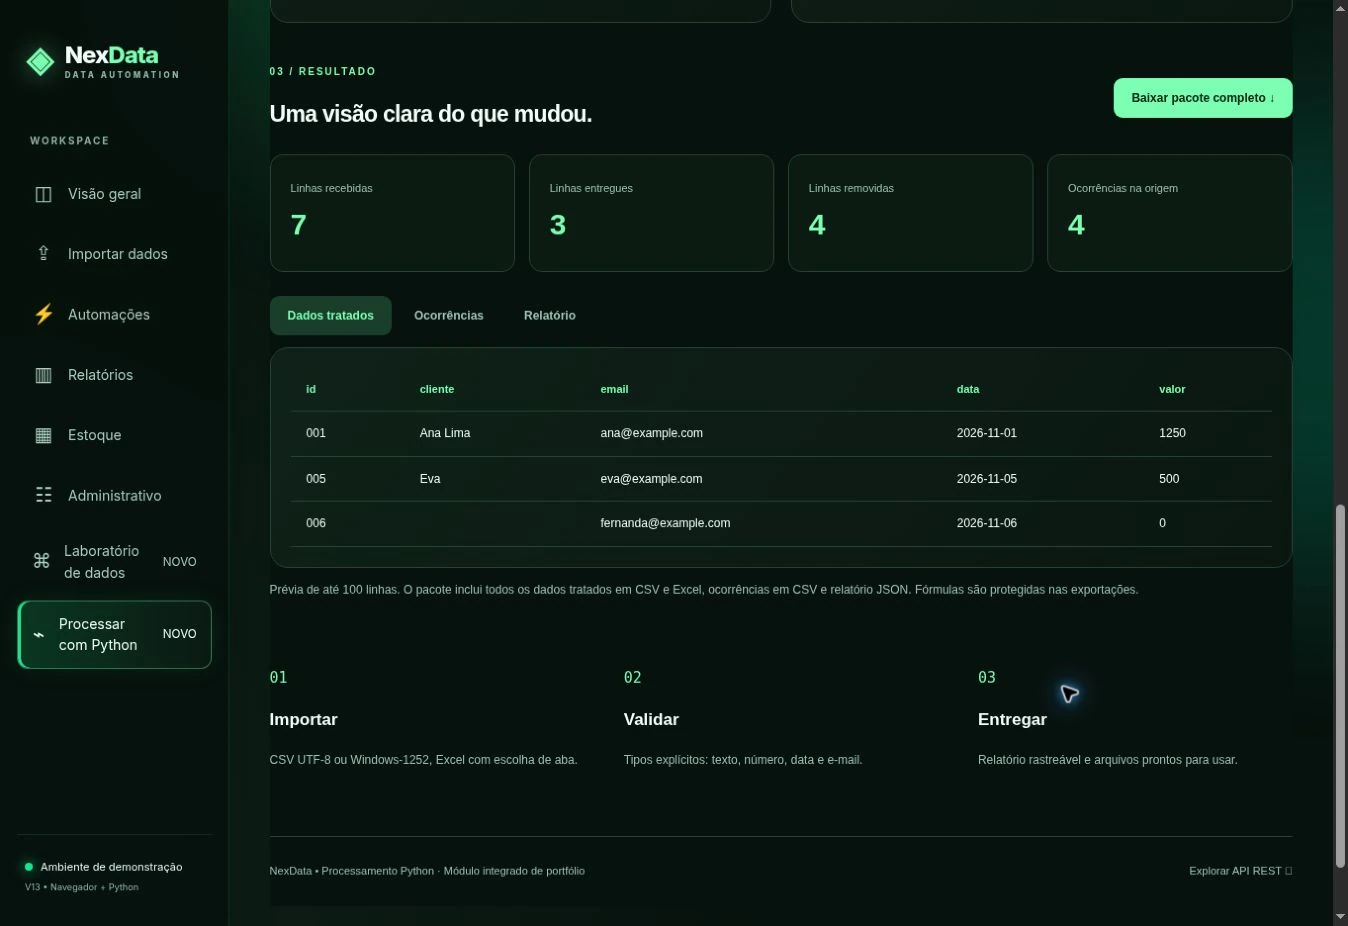 NexData
DATA AUTOMATION
WORKSPACE
Visão geral
Importar dados
Automações
Relatórios
Estoque
Administrativo
Laboratório
de dados
NOVO
Processar
com Python
NOVO
Ambiente de demonstração
V13 • Navegador + Python
03 / RESULTADO
Uma visão clara do que mudou.
Baixar pacote completo ↓
Linhas recebidas
7
Linhas entregues
3
Linhas removidas
4
Ocorrências na origem
4
Dados tratados Ocorrências Relatório
id cliente email data valor
001 Ana Lima ana@example.com 2026-11-01 1250
005 Eva eva@example.com 2026-11-05 500
006 fernanda@example.com 2026-11-06 0
Prévia de até 100 linhas. O pacote inclui todos os dados tratados em CSV e Excel, ocorrências em CSV e relatório JSON. Fórmulas são protegidas nas exportações.
01
Importar
CSV UTF-8 ou Windows-1252, Excel com escolha de aba.
02
Validar
Tipos explícitos: texto, número, data e e-mail.
03
Entregar
Relatório rastreável e arquivos prontos para usar.
NexData • Processamento Python · Módulo integrado de portfólio
Explorar API REST